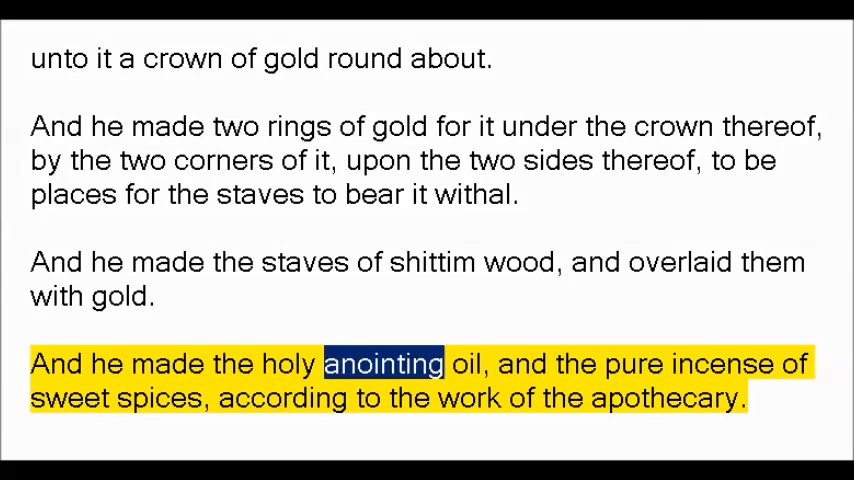 unto it a crown of gold round about.
And he made two rings of gold for it under the crown thereof,
by the two corners of it, upon the two sides thereof, to be
places for the staves to bear it withal.
And he made the staves of shittim wood, and overlaid them
with gold.
And he made the holy anointing oil, and the pure incense of
sweet spices, according to the work of the apothecary.